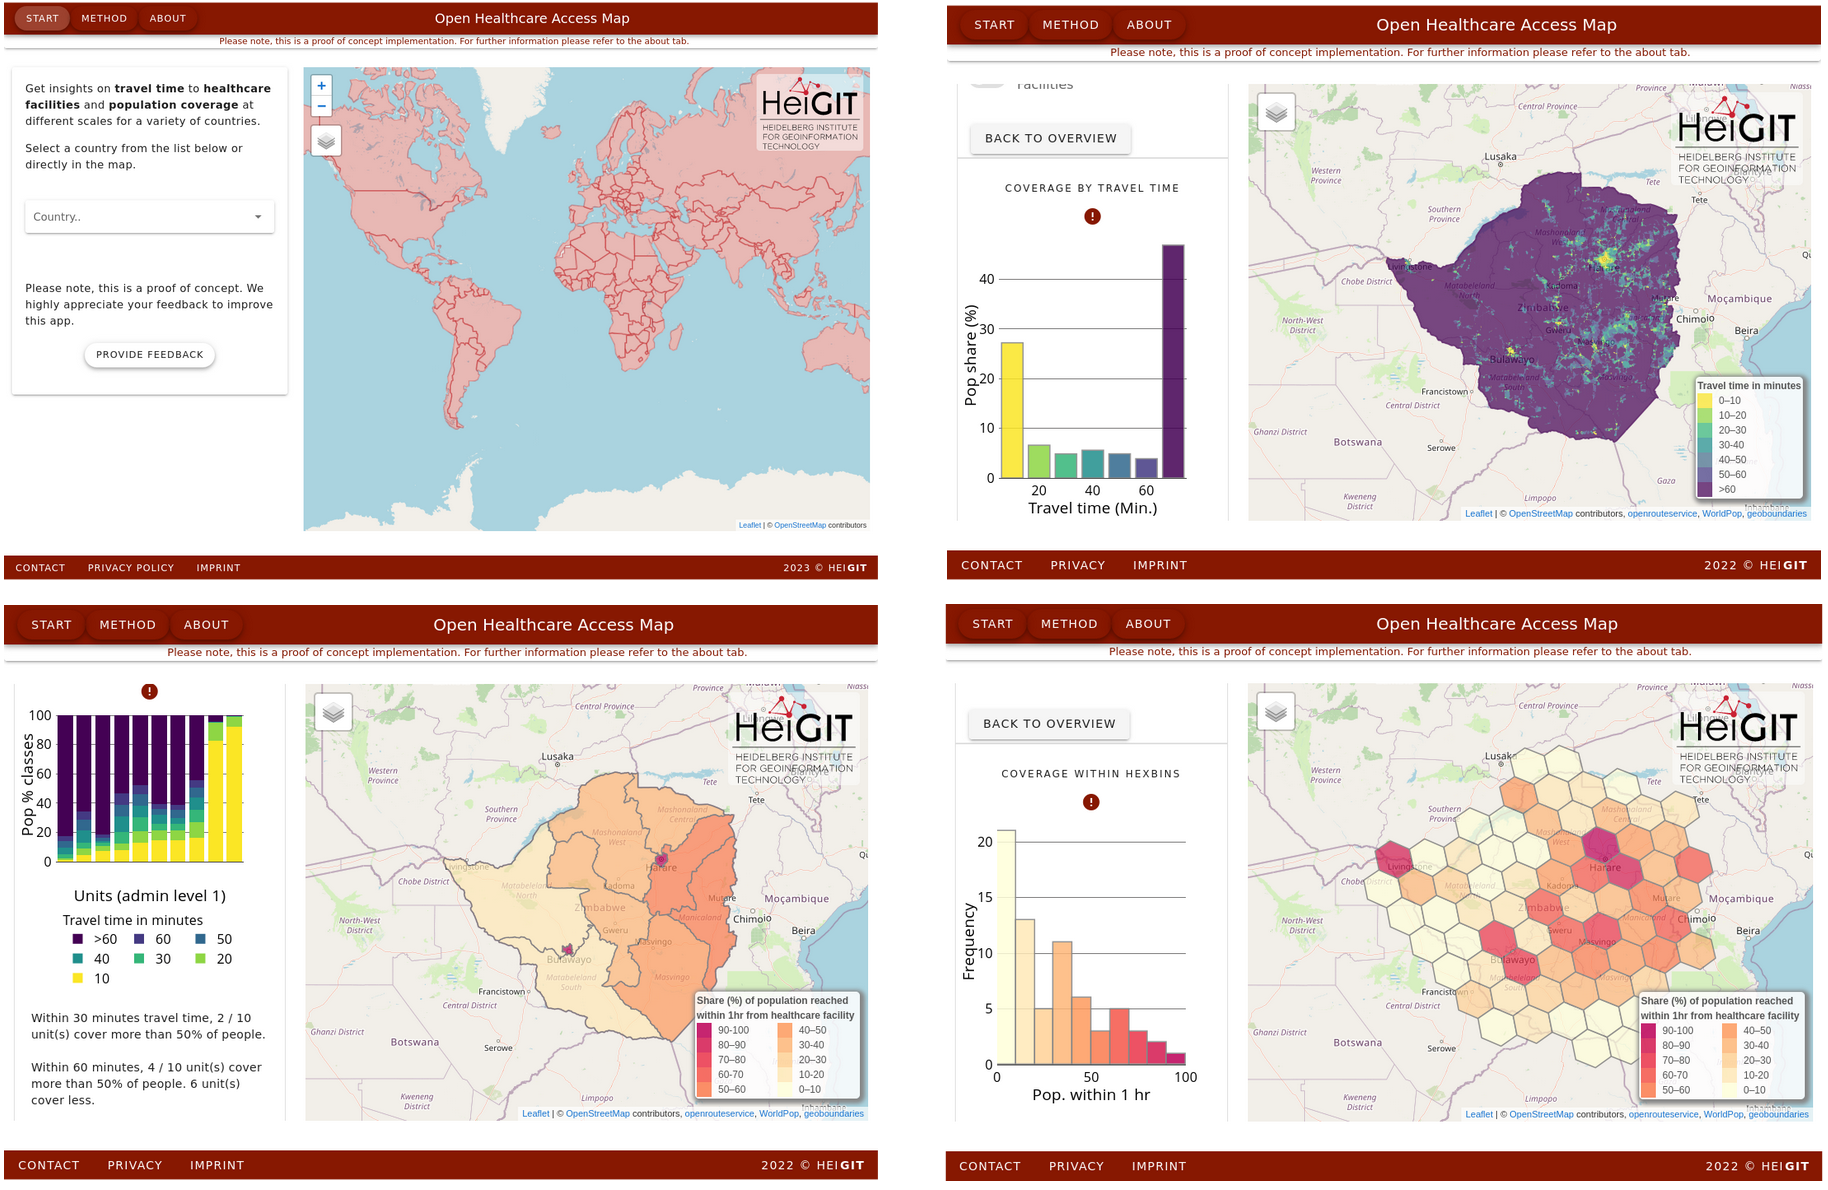 START METHOD ABOUT Open Healthcare Access Map
Please note, this is a proof of concept implementation. For further information please refer to the about tab.
Get insights on travel time to healthcare
facilities and population coverage at
different scales for a variety of countries.
Select a country from the list below or
directly in the map.
Country..
Please note, this is a proof of concept. We
highly appreciate your feedback to improve
this app.
PROVIDE FEEDBACK
+
−
HeiGIT
HEIDELBERG INSTITUTE
FOR GEOINFORMATION
TECHNOLOGY
Leaflet | © OpenStreetMap contributors
CONTACT PRIVACY POLICY IMPRINT 2023 © HEIGIT
START METHOD ABOUT Open Healthcare Access Map
Please note, this is a proof of concept implementation. For further information please refer to the about tab.
Facilities
BACK TO OVERVIEW
COVERAGE BY TRAVEL TIME
!
Pop share (%)
40
30
20
10
0
20 40 60
Travel time (Min.)
HeiGIT
HEIDELBERG INSTITUTE
FOR GEOINFORMATION
TECHNOLOGY
Central Province
Province
Lusaka
Western
Province
Southern
Province
Tete
Tete
Livingstone
Chobe District
Harare
Zimbabwe
Gweru
Mutare
Moçambique
Chimoio
Beira
North-West
District
Bulawayo
Francistown
Central District
Ghanzi District
Botswana
Serowe
Kweneng
District
Limpopo
Gaza
Travel time in minutes
0–10
10–20
20–30
30-40
40–50
50–60
>60
Leaflet | © OpenStreetMap contributors, openrouteservice, WorldPop, geoboundaries
CONTACT PRIVACY IMPRINT 2022 © HEIGIT
START METHOD ABOUT Open Healthcare Access Map
Please note, this is a proof of concept implementation. For further information please refer to the about tab.
!
Pop % classes
100
80
60
40
20
0
Units (admin level 1)
Travel time in minutes
>60 60 50
40 30 20
10
Within 30 minutes travel time, 2 / 10
unit(s) cover more than 50% of people.
Within 60 minutes, 4 / 10 unit(s) cover
more than 50% of people. 6 unit(s)
cover less.
HeiGIT
HEIDELBERG INSTITUTE
FOR GEOINFORMATION
TECHNOLOGY
Central Province
Province
Lusaka
Western
Province
Southern
Province
Tete
Tete
Mashonaland
Livingstone
Chobe District
Harare
Kadoma
Matabeleland
North
Zimbabwe
Gweru
Mutare
Manicaland
Masvingo
Moçambique
Chimoio
Beira
North-West
District
Bulawayo
Matabeleland
South
Masvingo
Francistown
Central District
Ghanzi District
Botswana
Serowe
Kweneng
District
Limpopo
Share (%) of population reached
within 1hr from healthcare facility
90-100 40–50
80–90 30-40
70–80 20–30
60-70 10-20
50–60 0–10
Leaflet | © OpenStreetMap contributors, openrouteservice, WorldPop, geoboundaries
CONTACT PRIVACY IMPRINT 2022 © HEIGIT
START METHOD ABOUT Open Healthcare Access Map
Please note, this is a proof of concept implementation. For further information please refer to the about tab.
BACK TO OVERVIEW
COVERAGE WITHIN HEXBINS
!
Frequency
20
15
10
5
0
0 50 100
Pop. within 1 hr
HeiGIT
HEIDELBERG INSTITUTE
FOR GEOINFORMATION
TECHNOLOGY
Central Province
Province
Lusaka
Western
Province
Southern
Province
Tete
Tete
Livingstone
Chobe District
Harare
Kadoma
Zimbabwe
Gweru
Masvingo
Mutare
Moçambique
Chimoio
Beira
North-West
District
Bulawayo
Francistown
Central District
Ghanzi District
Botswana
Serowe
Kweneng
District
Limpopo
Share (%) of population reached
within 1hr from healthcare facility
90-100 40–50
80–90 30-40
70–80 20–30
60-70 10-20
50–60 0–10
Leaflet | © OpenStreetMap contributors, openrouteservice, WorldPop, geoboundaries
CONTACT PRIVACY IMPRINT 2022 © HEIGIT